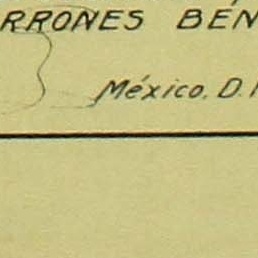 RRONES BÉN
México, D.F